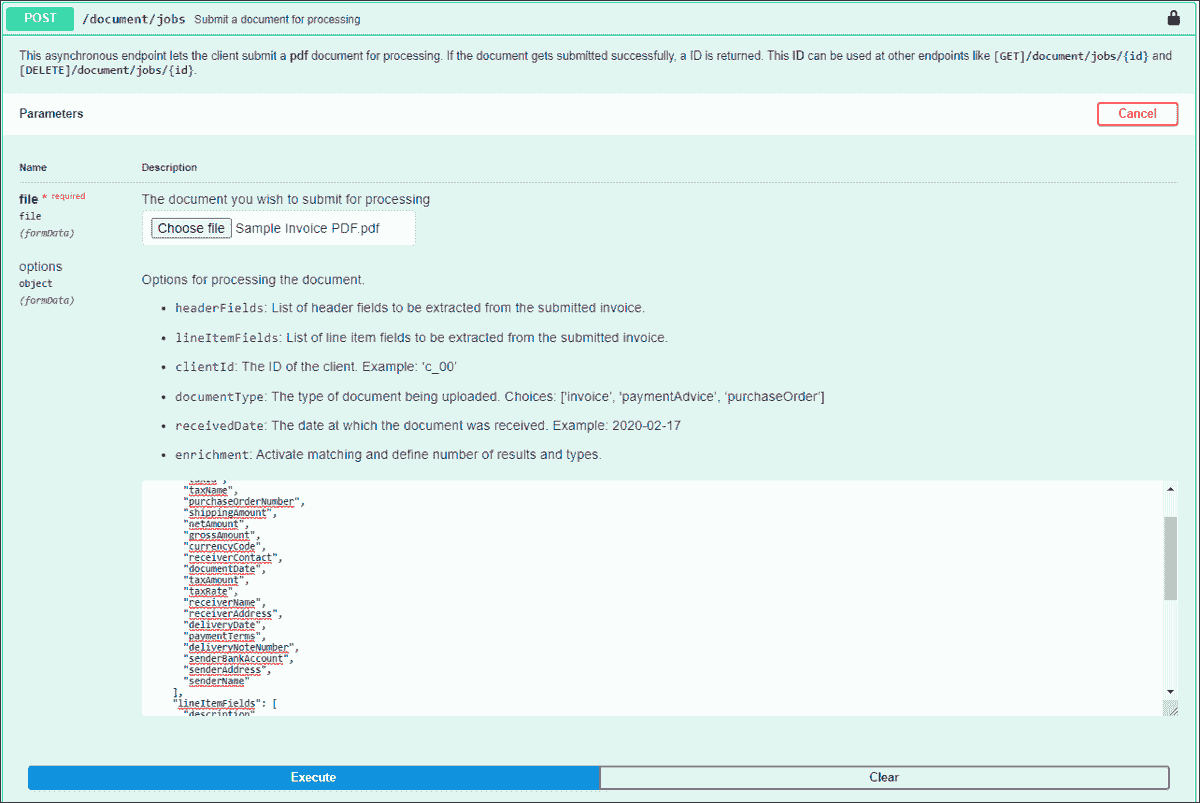 POST /document/jobs Submit a document for processing
This asynchronous endpoint lets the client submit a pdf document for processing. If the document gets submitted successfully, a ID is returned. This ID can be used at other endpoints like [GET]/document/jobs/{id} and
[DELETE]/document/jobs/{id}.
Parameters
Cancel
Name Description
file * required
file
(formData)
The document you wish to submit for processing
Choose file Sample Invoice PDF.pdf
options
object
(formData)
Options for processing the document.
• headerFields: List of header fields to be extracted from the submitted invoice.
• lineItemFields: List of line item fields to be extracted from the submitted invoice.
• clientId: The ID of the client. Example: 'c_00'
• documentType: The type of document being uploaded. Choices: ['invoice', 'paymentAdvice', 'purchaseOrder']
• receivedDate: The date at which the document was received. Example: 2020-02-17
• enrichment: Activate matching and define number of results and types.
"taxId",
"taxName",
"purchaseOrderNumber",
"shippingAmount",
"netAmount",
"grossAmount",
"currencyCode",
"receiverContact",
"documentDate",
"taxAmount",
"taxRate",
"receiverName",
"receiverAddress",
"deliveryDate",
"paymentTerms",
"deliveryNoteNumber",
"senderBankAccount",
"senderAddress",
"senderName"
],
"lineItemFields": [
"description"
Execute
Clear